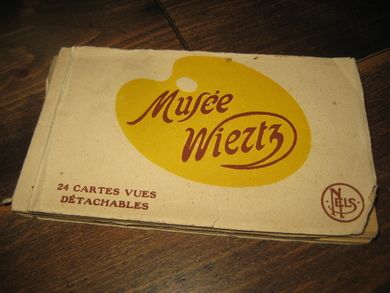 Musée
Wiertz
24 CARTES VUES
DÉTACHABLES
NELS